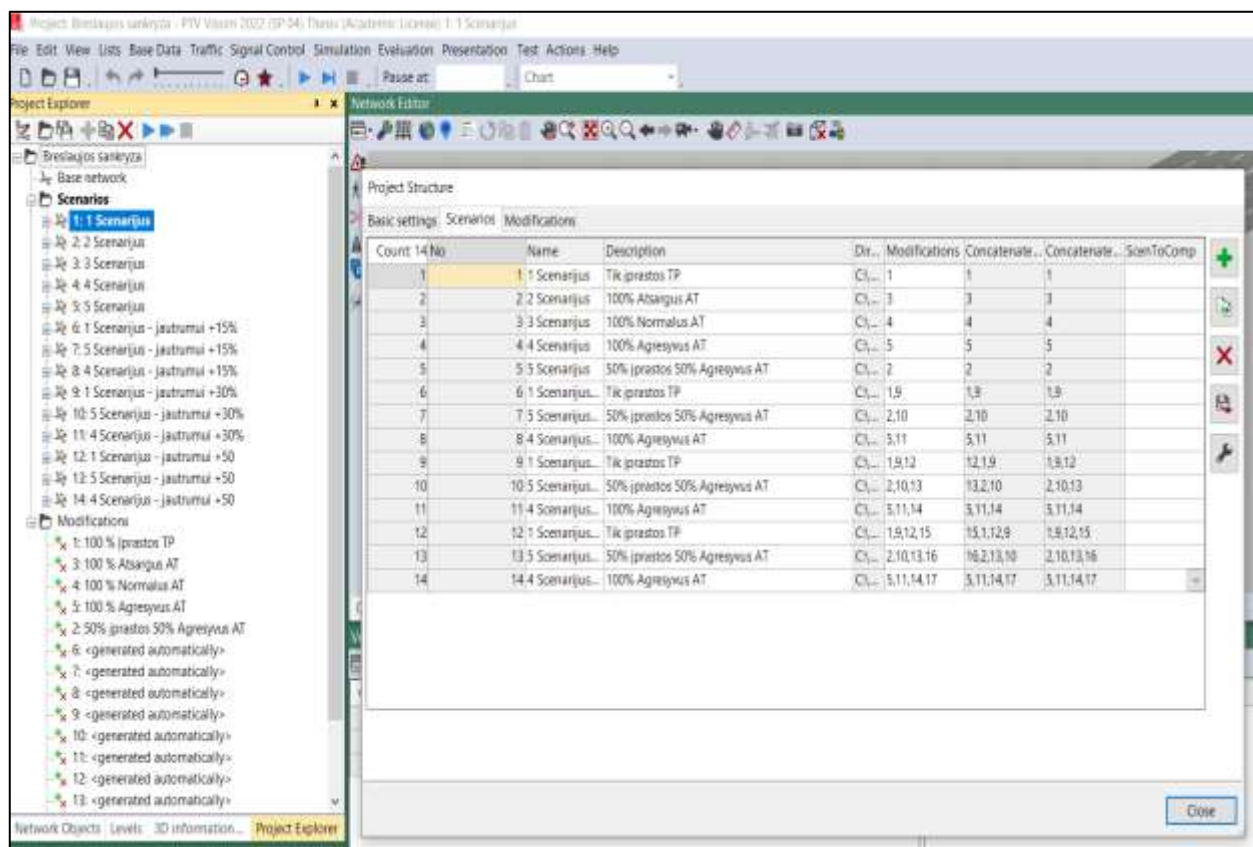 Project: Breslaujos sankryza - PTV Vissim 2022 (SP 04) Thesis (Academic License) 1: 1 Scenarijus
File Edit View Lists Base Data Traffic Signal Control Simulation Evaluation Presentation Test Actions Help
Pause at: Chart
Project Explorer
Breslaujos sankryza
Base network
Scenarios
1: 1 Scenarijus
2: 2 Scenarijus
3: 3 Scenarijus
4: 4 Scenarijus
5: 5 Scenarijus
6: 1 Scenarijus - jautrumui +15%
7: 5 Scenarijus - jautrumui +15%
8: 4 Scenarijus - jautrumui +15%
9: 1 Scenarijus - jautrumui +30%
10: 5 Scenarijus - jautrumui +30%
11: 4 Scenarijus - jautrumui +30%
12: 1 Scenarijus - jautrumui +50
13: 5 Scenarijus - jautrumui +50
14: 4 Scenarijus - jautrumui +50
Modifications
1: 100 % Įprastos TP
3: 100 % Atsargus AT
4: 100 % Normalus AT
5: 100 % Agresyvus AT
2: 50% įprastos 50% Agresyvus AT
6: <generated automatically>
7: <generated automatically>
8: <generated automatically>
9: <generated automatically>
10: <generated automatically>
11: <generated automatically>
12: <generated automatically>
13: <generated automatically>
Network Objects Levels 3D information... Project Explorer
Network Editor
Project Structure
Basic settings Scenarios Modifications
Count: 14 No Name Description Dir... Modifications Concatenate... Concatenate... ScenToComp
1 1 1 Scenarijus Tik įprastos TP C:\... 1 1 1
2 2 2 Scenarijus 100% Atsargus AT C:\... 3 3 3
3 3 3 Scenarijus 100% Normalus AT C:\... 4 4 4
4 4 4 Scenarijus 100% Agresyvus AT C:\... 5 5 5
5 5 5 Scenarijus 50% įprastos 50% Agresyvus AT C:\... 2 2 2
6 6 1 Scenarijus... Tik įprastos TP C:\... 1,9 1,9 1,9
7 7 5 Scenarijus... 50% įprastos 50% Agresyvus AT C:\... 2,10 2,10 2,10
8 8 4 Scenarijus... 100% Agresyvus AT C:\... 5,11 5,11 5,11
9 9 1 Scenarijus... Tik įprastos TP C:\... 1,9,12 12,1,9 1,9,12
10 10 5 Scenarijus... 50% įprastos 50% Agresyvus AT C:\... 2,10,13 13,2,10 2,10,13
11 11 4 Scenarijus... 100% Agresyvus AT C:\... 5,11,14 5,11,14 5,11,14
12 12 1 Scenarijus... Tik įprastos TP C:\... 1,9,12,15 15,1,12,9 1,9,12,15
13 13 5 Scenarijus... 50% įprastos 50% Agresyvus AT C:\... 2,10,13,16 16,2,13,10 2,10,13,16
14 14 4 Scenarijus... 100% Agresyvus AT C:\... 5,11,14,17 5,11,14,17 5,11,14,17
Close